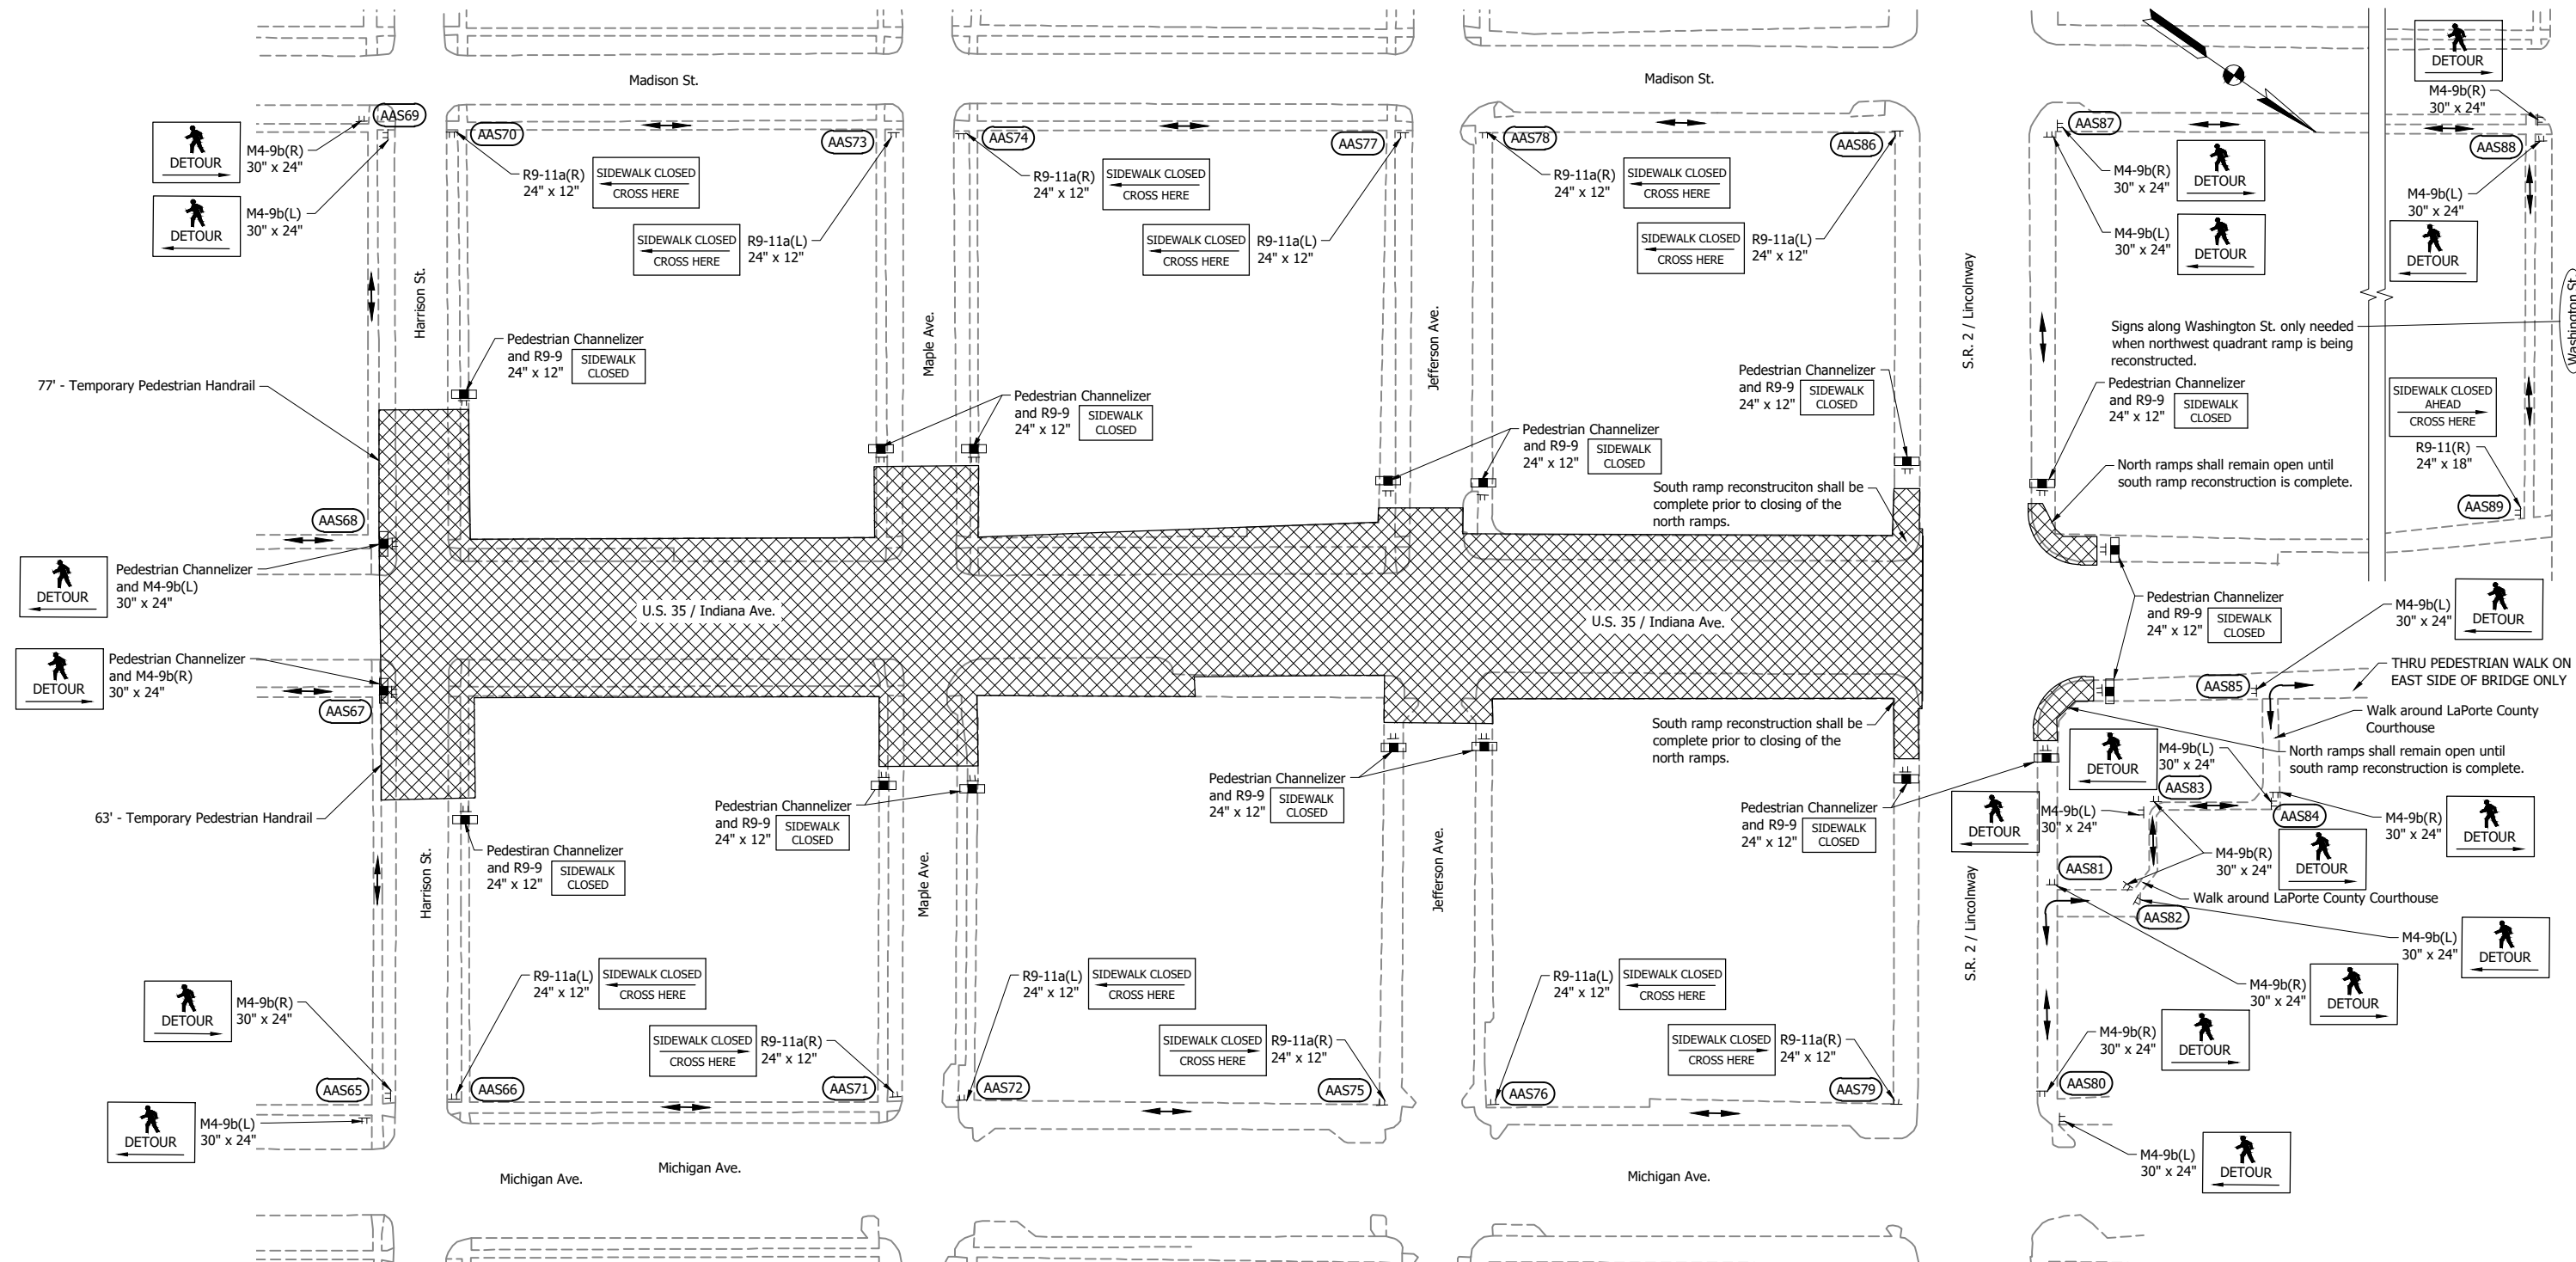 Madison St.
Madison St.
DETOUR
M4-9b(R)
30" x 24"
AAS69
DETOUR
M4-9b(L)
30" x 24"
AAS70
R9-11a(R)
24" x 12"
SIDEWALK CLOSED
CROSS HERE
AAS73
SIDEWALK CLOSED
CROSS HERE
R9-11a(L)
24" x 12"
AAS74
R9-11a(R)
24" x 12"
SIDEWALK CLOSED
CROSS HERE
AAS77
SIDEWALK CLOSED
CROSS HERE
R9-11a(L)
24" x 12"
AAS78
R9-11a(R)
24" x 12"
SIDEWALK CLOSED
CROSS HERE
AAS86
SIDEWALK CLOSED
CROSS HERE
R9-11a(L)
24" x 12"
AAS87
M4-9b(R)
30" x 24"
DETOUR
M4-9b(L)
30" x 24"
DETOUR
DETOUR
M4-9b(R)
30" x 24"
AAS88
M4-9b(L)
30" x 24"
DETOUR
Washington St.
Harrison St.
Maple Ave.
Jefferson Ave.
S.R. 2 / Lincolnway
77' - Temporary Pedestrian Handrail
Pedestrian Channelizer
and R9-9
24" x 12"
SIDEWALK
CLOSED
Pedestrian Channelizer
and R9-9
24" x 12"
SIDEWALK
CLOSED
Pedestrian Channelizer
and R9-9
24" x 12"
SIDEWALK
CLOSED
Pedestrian Channelizer
and R9-9
24" x 12"
SIDEWALK
CLOSED
South ramp reconstruciton shall be
complete prior to closing of the
north ramps.
Signs along Washington St. only needed
when northwest quadrant ramp is being
reconstructed.
Pedestrian Channelizer
and R9-9
24" x 12"
SIDEWALK
CLOSED
SIDEWALK CLOSED
AHEAD
CROSS HERE
R9-11(R)
24" x 18"
AAS89
North ramps shall remain open until
south ramp reconstruction is complete.
AAS68
DETOUR
Pedestrian Channelizer
and M4-9b(L)
30" x 24"
DETOUR
Pedestrian Channelizer
and M4-9b(R)
30" x 24"
AAS67
U.S. 35 / Indiana Ave.
U.S. 35 / Indiana Ave.
Pedestrian Channelizer
and R9-9
24" x 12"
SIDEWALK
CLOSED
M4-9b(L)
30" x 24"
DETOUR
THRU PEDESTRIAN WALK ON
EAST SIDE OF BRIDGE ONLY
AAS85
Walk around LaPorte County
Courthouse
North ramps shall remain open until
south ramp reconstruction is complete.
South ramp reconstruction shall be
complete prior to closing of the
north ramps.
63' - Temporary Pedestrian Handrail
Pedestiran Channelizer
and R9-9
24" x 12"
SIDEWALK
CLOSED
Pedestrian Channelizer
and R9-9
24" x 12"
SIDEWALK
CLOSED
Pedestrian Channelizer
and R9-9
24" x 12"
SIDEWALK
CLOSED
Pedestrian Channelizer
and R9-9
24" x 12"
SIDEWALK
CLOSED
DETOUR
M4-9b(L)
30" x 24"
AAS83
DETOUR
M4-9b(L)
30" x 24"
AAS84
M4-9b(R)
30" x 24"
DETOUR
M4-9b(R)
30" x 24"
DETOUR
AAS81
Walk around LaPorte County Courthouse
AAS82
M4-9b(L)
30" x 24"
DETOUR
M4-9b(R)
30" x 24"
DETOUR
Harrison St.
Maple Ave.
Jefferson Ave.
S.R. 2 / Lincolnway
DETOUR
M4-9b(R)
30" x 24"
AAS65
DETOUR
M4-9b(L)
30" x 24"
R9-11a(L)
24" x 12"
SIDEWALK CLOSED
CROSS HERE
AAS66
SIDEWALK CLOSED
CROSS HERE
R9-11a(R)
24" x 12"
AAS71
R9-11a(L)
24" x 12"
SIDEWALK CLOSED
CROSS HERE
AAS72
SIDEWALK CLOSED
CROSS HERE
R9-11a(R)
24" x 12"
AAS75
R9-11a(L)
24" x 12"
SIDEWALK CLOSED
CROSS HERE
AAS76
SIDEWALK CLOSED
CROSS HERE
R9-11a(R)
24" x 12"
AAS79
M4-9b(R)
30" x 24"
DETOUR
AAS80
M4-9b(L)
30" x 24"
DETOUR
Michigan Ave.
Michigan Ave.
Michigan Ave.